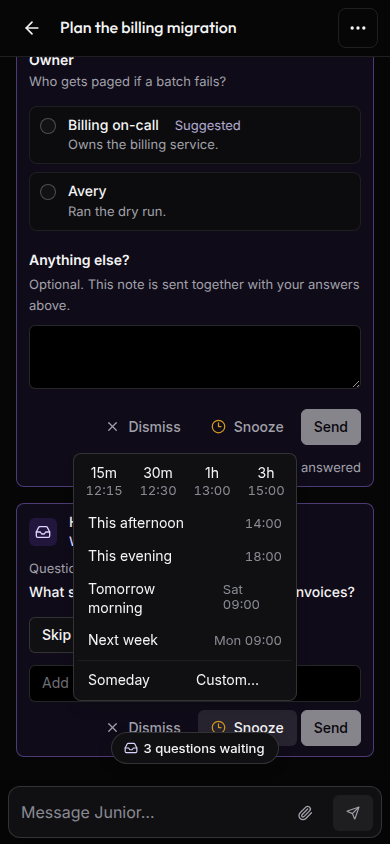 Plan the billing migration
Owner
Who gets paged if a batch fails?
Billing on-call Suggested
Owns the billing service.
Avery
Ran the dry run.
Anything else?
Optional. This note is sent together with your answers
above.
Dismiss Snooze Send
answered
15m 30m 1h 3h
12:15 12:30 13:00 15:00
This afternoon 14:00
This evening 18:00
Tomorrow
morning
Sat
09:00
Next week Mon 09:00
Someday Custom...
What
Skip
Add
Dismiss Snooze Send
3 questions waiting
Message Junior...